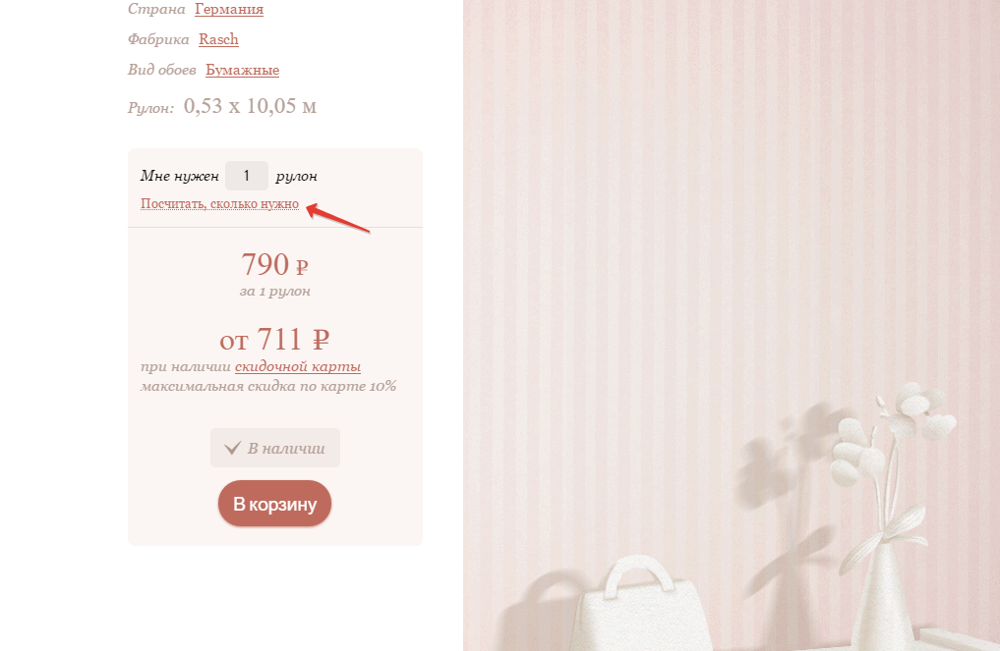 Страна Германия
Фабрика Rasch
Вид обоев Бумажные
Рулон: 0,53 х 10,05 м
Мне нужен 1 рулон
Посчитать, сколько нужно
790 ₽
за 1 рулон
от 711 ₽
при наличии скидочной карты
максимальная скидка по карте 10%
В наличии
В корзину